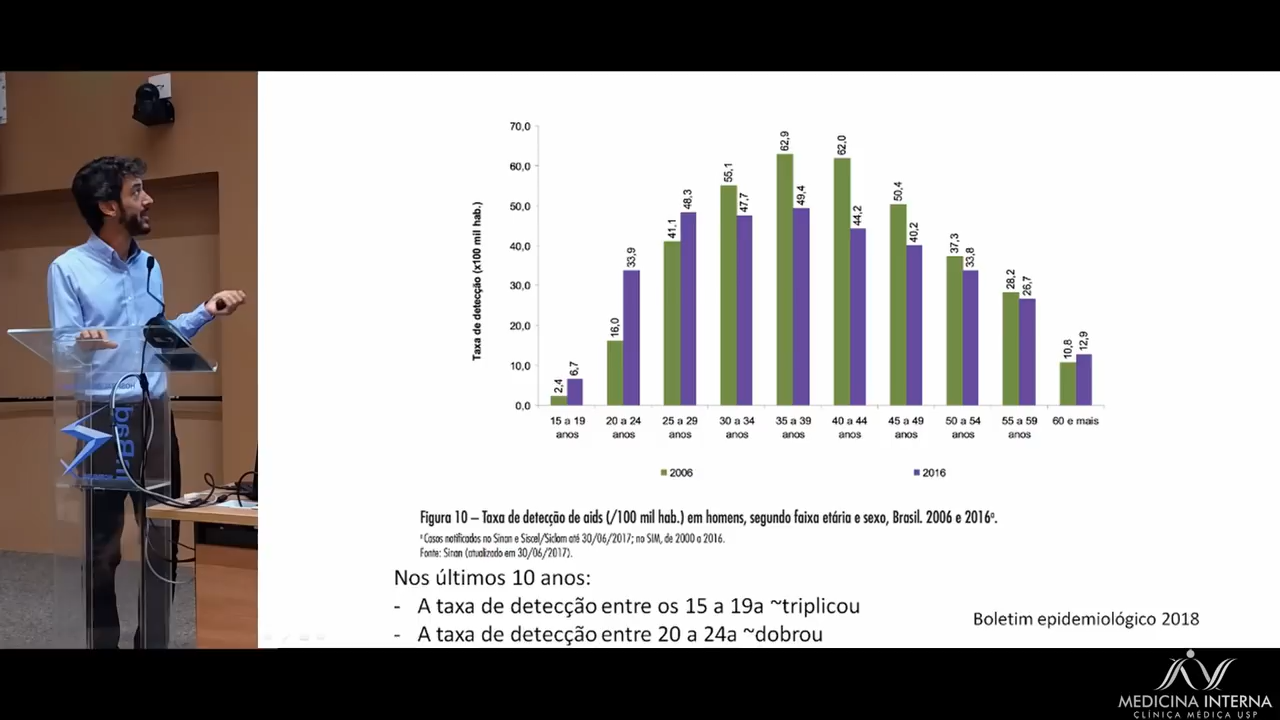 70,0
60,0
50,0
40,0
30,0
20,0
10,0
0,0
Taxa de detecção (x100 mil hab.)
2,4
6,7
16,0
33,9
41,1
48,3
55,1
47,7
62,9
49,4
62,0
44,2
50,4
40,2
37,3
33,8
28,2
26,7
10,8
12,9
15 a 19 anos
20 a 24 anos
25 a 29 anos
30 a 34 anos
35 a 39 anos
40 a 44 anos
45 a 49 anos
50 a 54 anos
55 a 59 anos
60 e mais
2006
2016
Figura 10 – Taxa de detecção de aids (/100 mil hab.) em homens, segundo faixa etária e sexo, Brasil. 2006 e 2016ª.
ª Casos notificados no Sinan e Siscel/Siclom até 30/06/2017; no SIM, de 2000 a 2016.
Fonte: Sinan (atualizado em 30/06/2017).
Nos últimos 10 anos:
- A taxa de detecção entre os 15 a 19a ~triplicou
- A taxa de detecção entre 20 a 24a ~dobrou
Boletim epidemiológico 2018
MEDICINA INTERNA
CLÍNICA MÉDICA USP